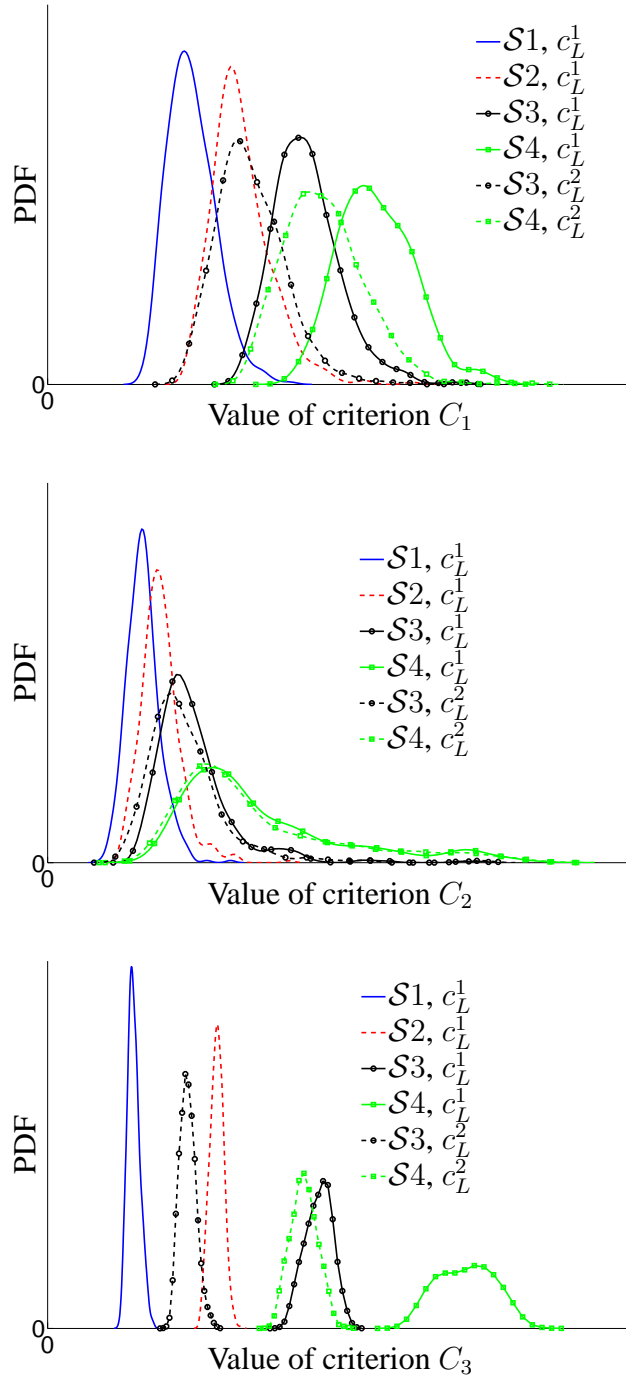 PDF
𝒮1, c_L^1
𝒮2, c_L^1
𝒮3, c_L^1
𝒮4, c_L^1
𝒮3, c_L^2
𝒮4, c_L^2
0
0
Value of criterion C_1
PDF
𝒮1, c_L^1
𝒮2, c_L^1
𝒮3, c_L^1
𝒮4, c_L^1
𝒮3, c_L^2
𝒮4, c_L^2
0
0
Value of criterion C_2
PDF
𝒮1, c_L^1
𝒮2, c_L^1
𝒮3, c_L^1
𝒮4, c_L^1
𝒮3, c_L^2
𝒮4, c_L^2
0
0
Value of criterion C_3